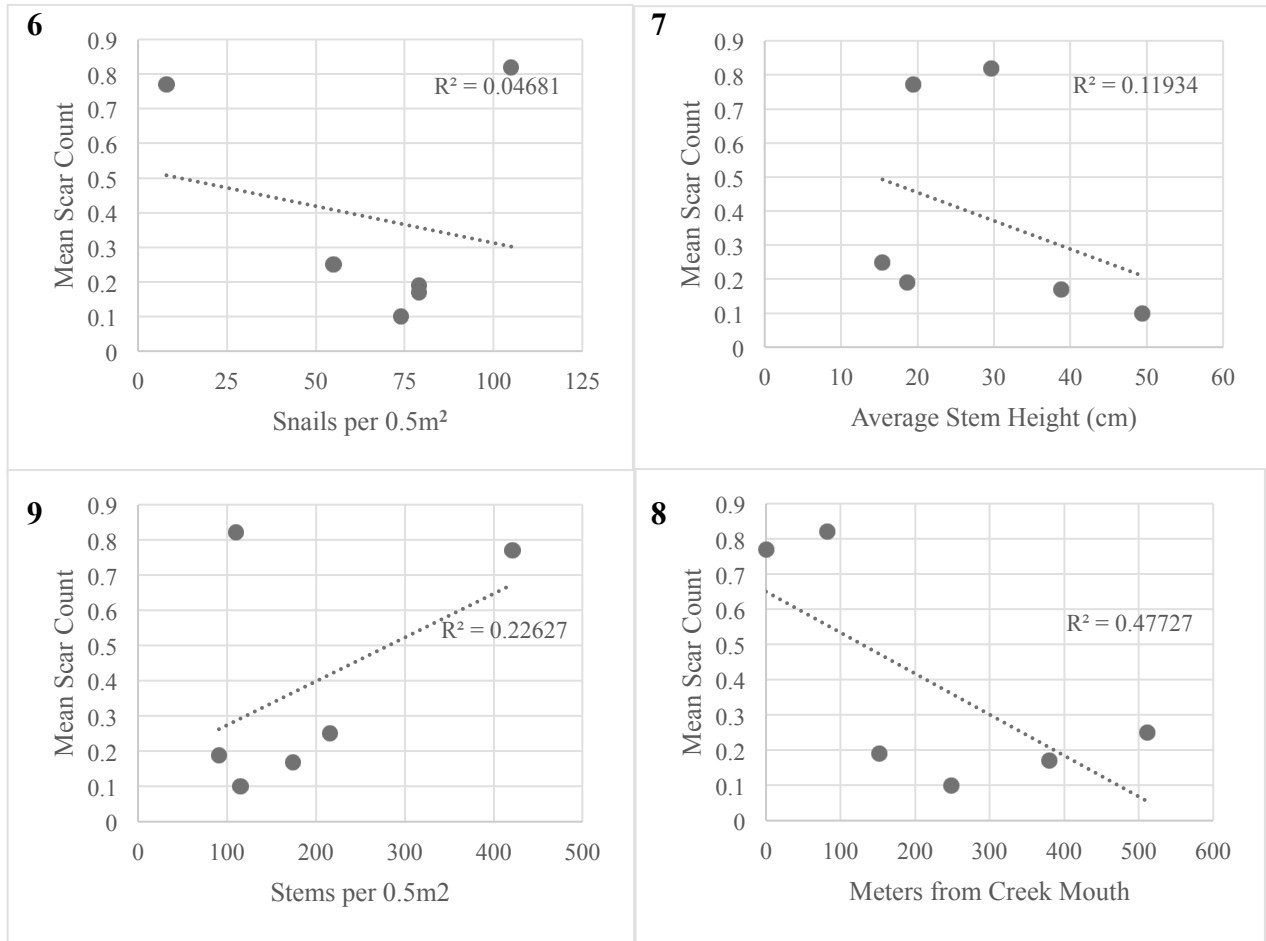 6
0.9
0.8
0.7
0.6
0.5
0.4
0.3
0.2
0.1
0
Mean Scar Count
R² = 0.04681
0 25 50 75 100 125
Snails per 0.5m²
7
0.9
0.8
0.7
0.6
0.5
0.4
0.3
0.2
0.1
0
Mean Scar Count
R² = 0.11934
0 10 20 30 40 50 60
Average Stem Height (cm)
9
0.9
0.8
0.7
0.6
0.5
0.4
0.3
0.2
0.1
0
Mean Scar Count
R² = 0.22627
0 100 200 300 400 500
Stems per 0.5m2
8
0.9
0.8
0.7
0.6
0.5
0.4
0.3
0.2
0.1
0
Mean Scar Count
R² = 0.47727
0 100 200 300 400 500 600
Meters from Creek Mouth